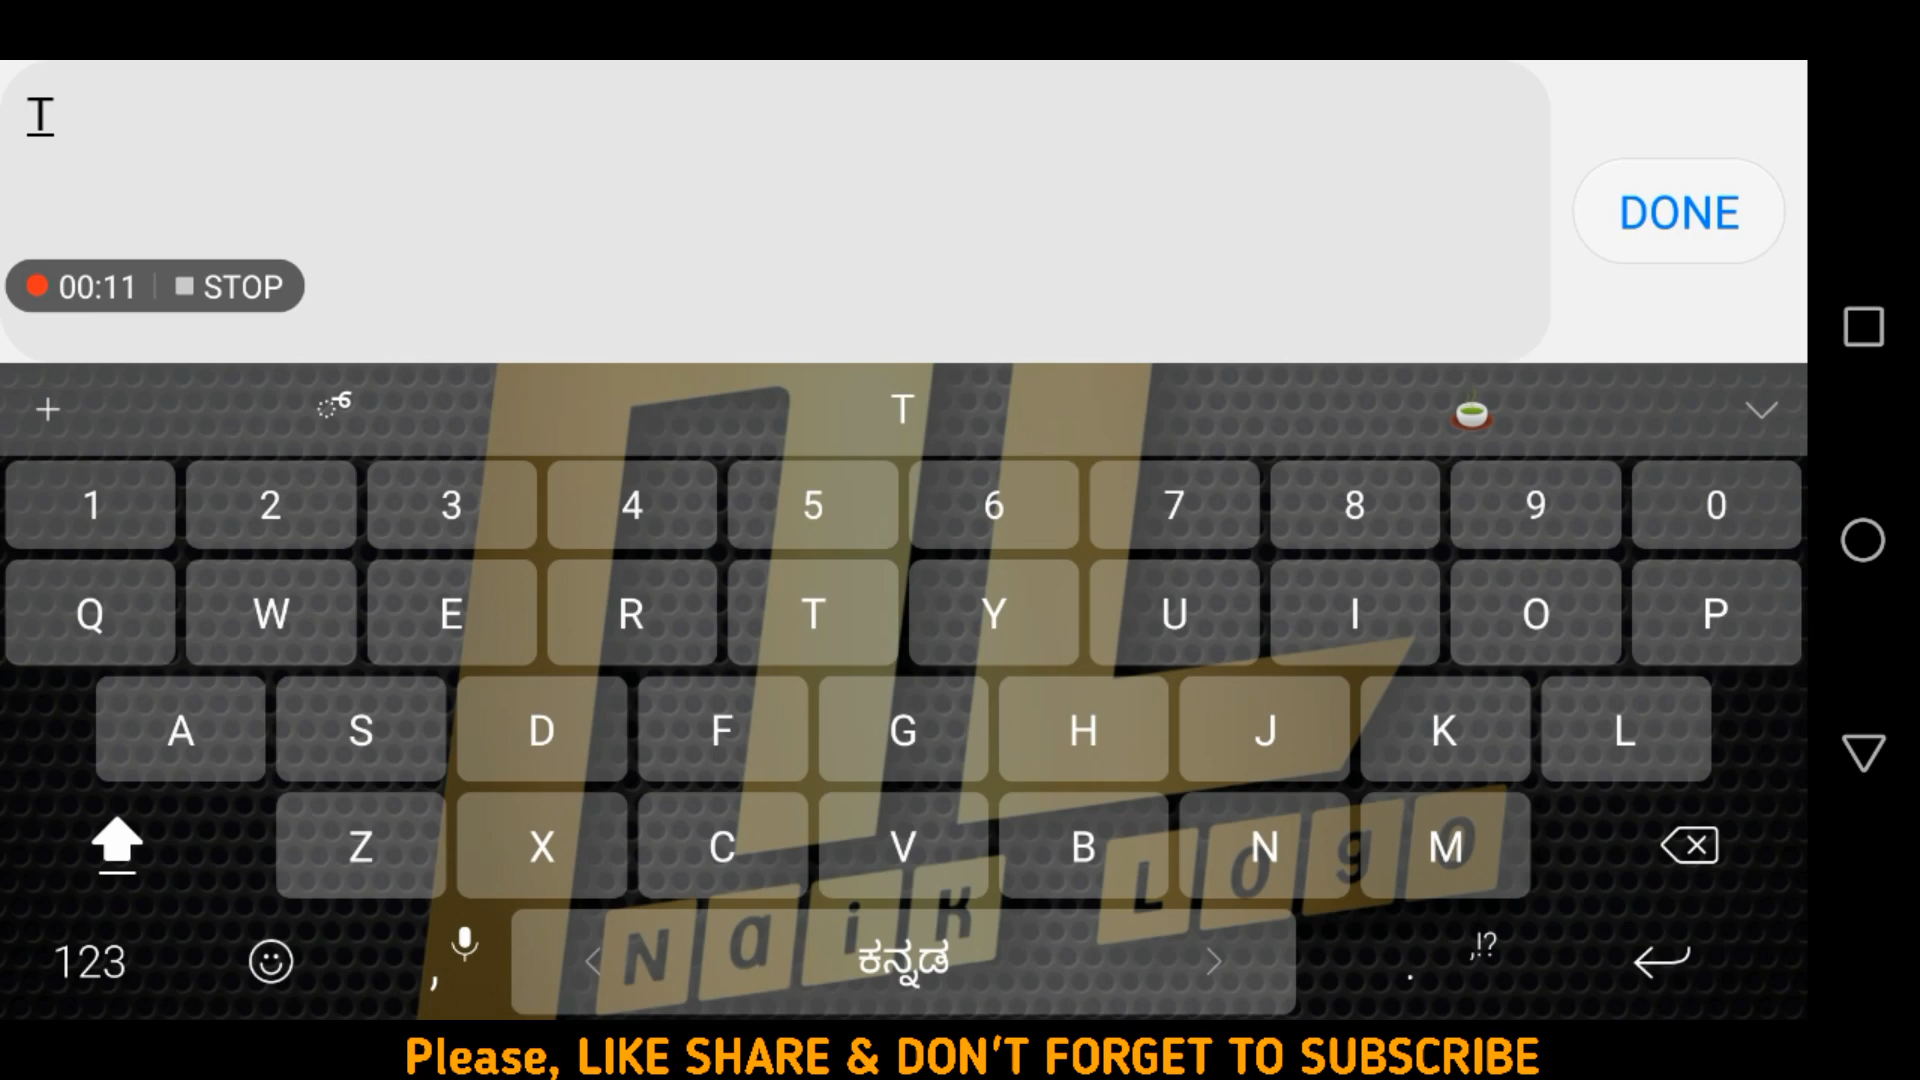 T
DONE
00:11 STOP
T
1 2 3 4 5 6 7 8 9 0
Q W E R T Y U I O P
A S D F G H J K L
Z X C V B N M
Naik Logo
123 , ಕನ್ನಡ . ,!?
Please, LIKE SHARE & DON'T FORGET TO SUBSCRIBE